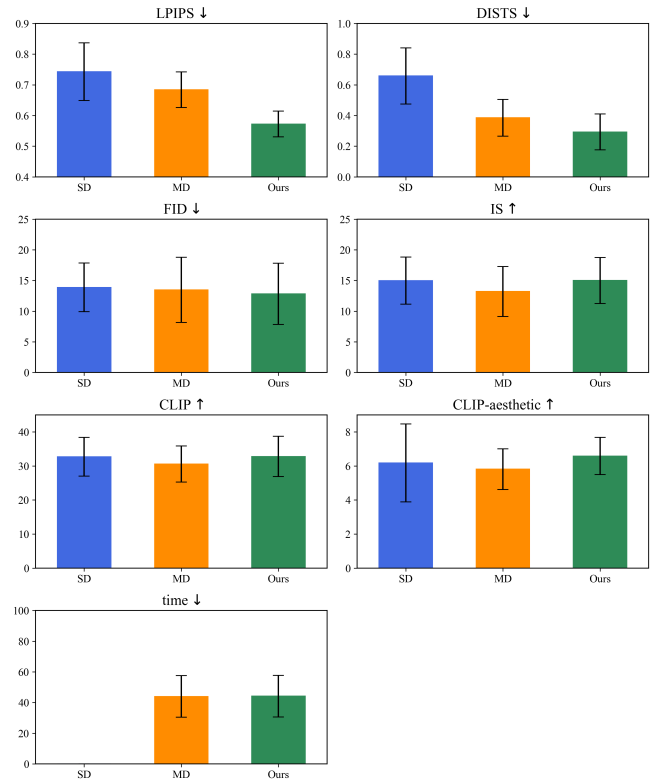 LPIPS ↓
0.9
0.8
0.7
0.6
0.5
0.4
SD MD Ours
DISTS ↓
1.0
0.8
0.6
0.4
0.2
0.0
SD MD Ours
FID ↓
25
20
15
10
5
0
SD MD Ours
IS ↑
25
20
15
10
5
0
SD MD Ours
CLIP ↑
40
30
20
10
0
SD MD Ours
CLIP-aesthetic ↑
8
6
4
2
0
SD MD Ours
time ↓
100
80
60
40
20
0
SD MD Ours